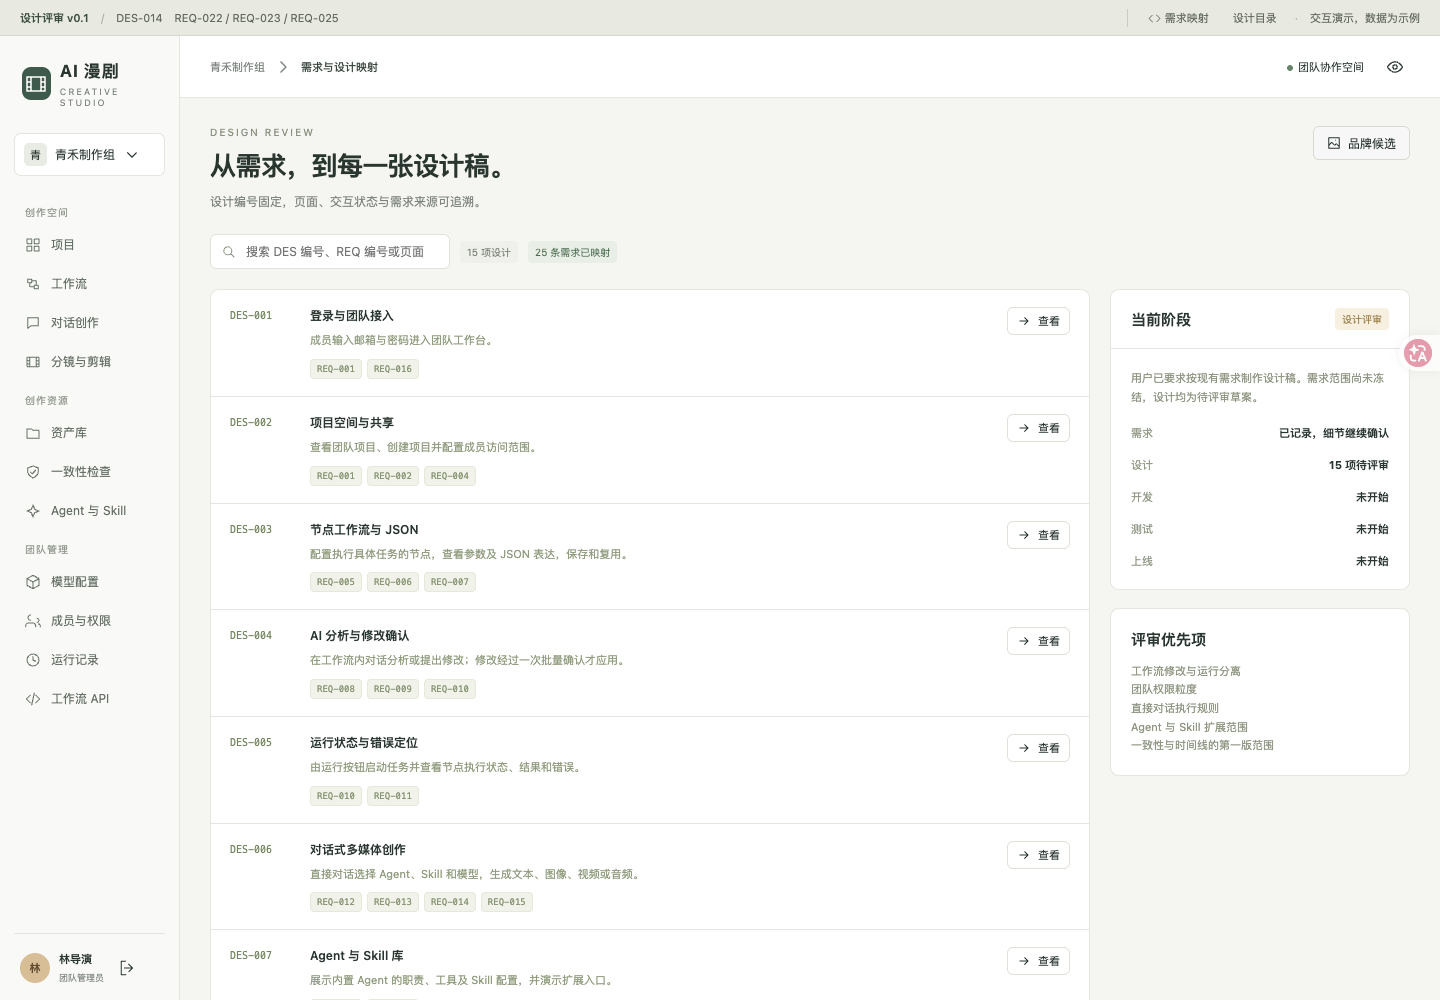 设计评审 v0.1 / DES-014 REQ-022 / REQ-023 / REQ-025
需求映射 设计目录 · 交互演示，数据为示例
AI 漫剧
CREATIVE
STUDIO
青 青禾制作组
创作空间
项目
工作流
对话创作
分镜与剪辑
创作资源
资产库
一致性检查
Agent 与 Skill
团队管理
模型配置
成员与权限
运行记录
工作流 API
林 林导演
团队管理员
青禾制作组 需求与设计映射
团队协作空间
DESIGN REVIEW
从需求，到每一张设计稿。
设计编号固定，页面、交互状态与需求来源可追溯。
品牌候选
搜索 DES 编号、REQ 编号或页面 15 项设计 25 条需求已映射
DES-001 登录与团队接入 查看
成员输入邮箱与密码进入团队工作台。
REQ-001 REQ-016
DES-002 项目空间与共享 查看
查看团队项目、创建项目并配置成员访问范围。
REQ-001 REQ-002 REQ-004
DES-003 节点工作流与 JSON 查看
配置执行具体任务的节点，查看参数及 JSON 表达，保存和复用。
REQ-005 REQ-006 REQ-007
DES-004 AI 分析与修改确认 查看
在工作流内对话分析或提出修改；修改经过一次批量确认才应用。
REQ-008 REQ-009 REQ-010
DES-005 运行状态与错误定位 查看
由运行按钮启动任务并查看节点执行状态、结果和错误。
REQ-010 REQ-011
DES-006 对话式多媒体创作 查看
直接对话选择 Agent、Skill 和模型，生成文本、图像、视频或音频。
REQ-012 REQ-013 REQ-014 REQ-015
DES-007 Agent 与 Skill 库 查看
展示内置 Agent 的职责、工具及 Skill 配置，并演示扩展入口。
当前阶段 设计评审
用户已要求按现有需求制作设计稿。需求范围尚未冻
结，设计均为待评审草案。
需求 已记录，细节继续确认
设计 15 项待评审
开发 未开始
测试 未开始
上线 未开始
评审优先项
工作流修改与运行分离
团队权限粒度
直接对话执行规则
Agent 与 Skill 扩展范围
一致性与时间线的第一版范围